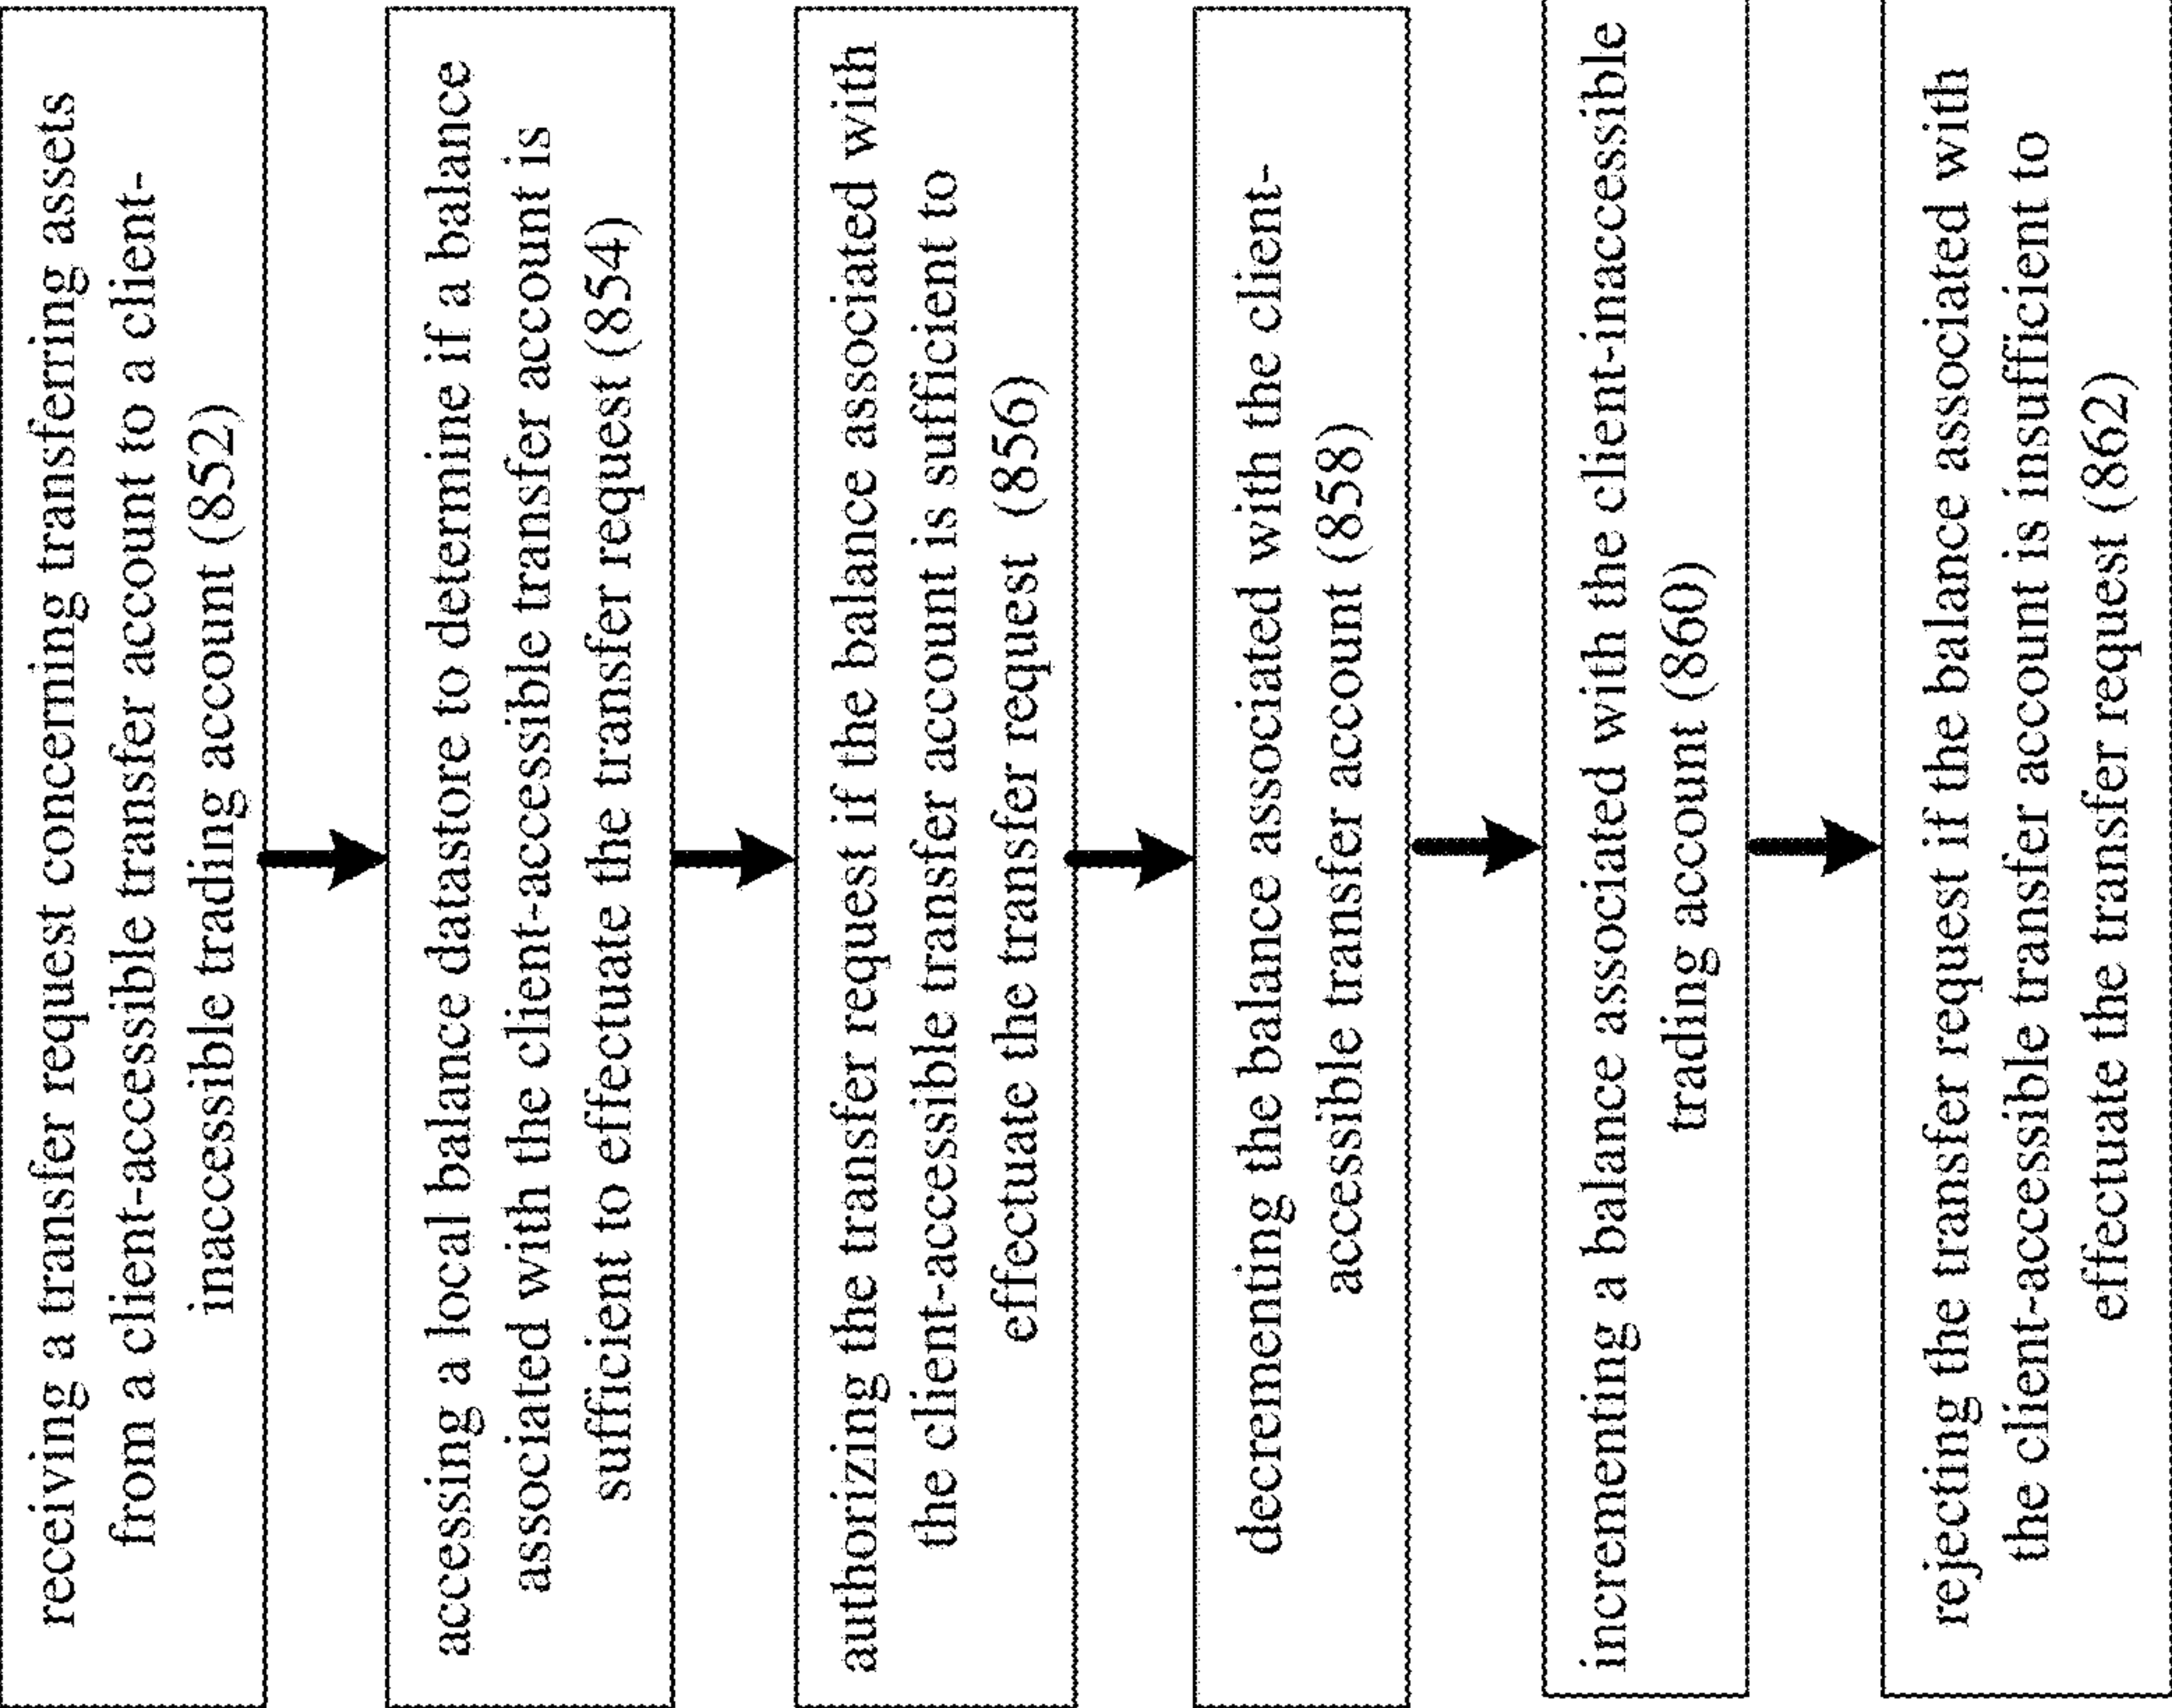 receiving a transfer request concerning transferring assets
from a client-accessible transfer account to a client-
inaccessible trading account (852)
accessing a local balance datastore to determine if a balance
associated with the client-accessible transfer account is
sufficient to effectuate the transfer request (854)
authorizing the transfer request if the balance associated with
the client-accessible transfer account is sufficient to
effectuate the transfer request (856)
decrementing the balance associated with the client-
accessible transfer account (858)
incrementing a balance associated with the client-inaccessible
trading account (860)
rejecting the transfer request if the balance associated with
the client-accessible transfer account is insufficient to
effectuate the transfer request (862)